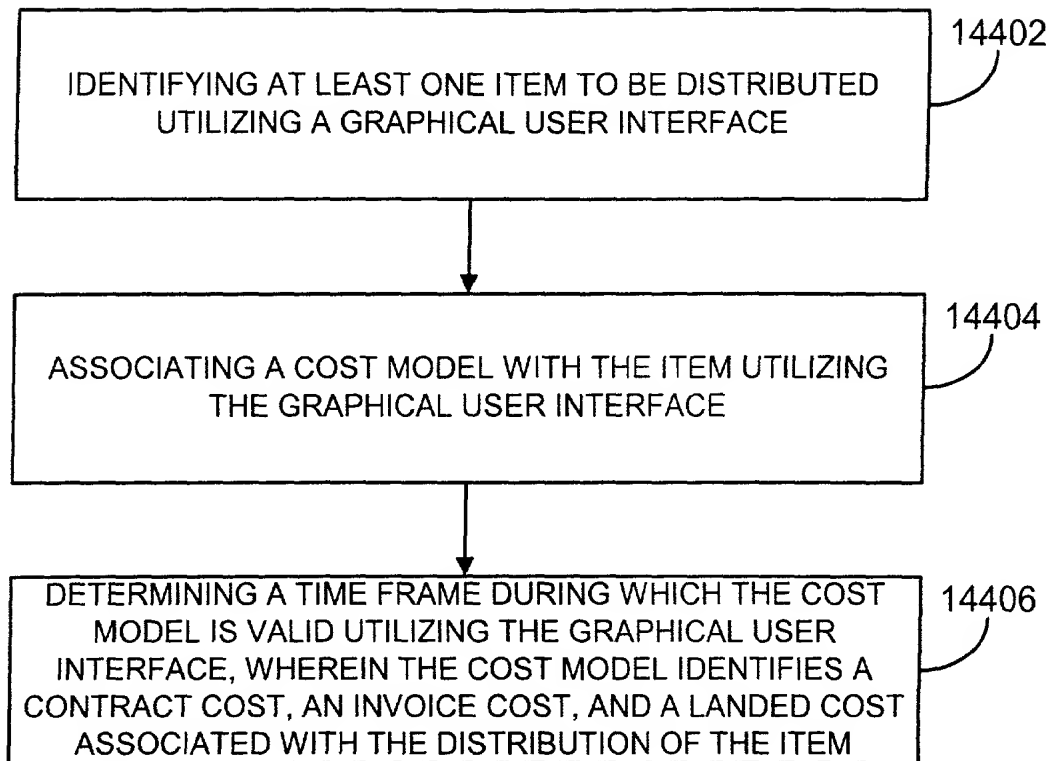 14402
IDENTIFYING AT LEAST ONE ITEM TO BE DISTRIBUTED
UTILIZING A GRAPHICAL USER INTERFACE
14404
ASSOCIATING A COST MODEL WITH THE ITEM UTILIZING
THE GRAPHICAL USER INTERFACE
14406
DETERMINING A TIME FRAME DURING WHICH THE COST
MODEL IS VALID UTILIZING THE GRAPHICAL USER
INTERFACE, WHEREIN THE COST MODEL IDENTIFIES A
CONTRACT COST, AN INVOICE COST, AND A LANDED COST
ASSOCIATED WITH THE DISTRIBUTION OF THE ITEM